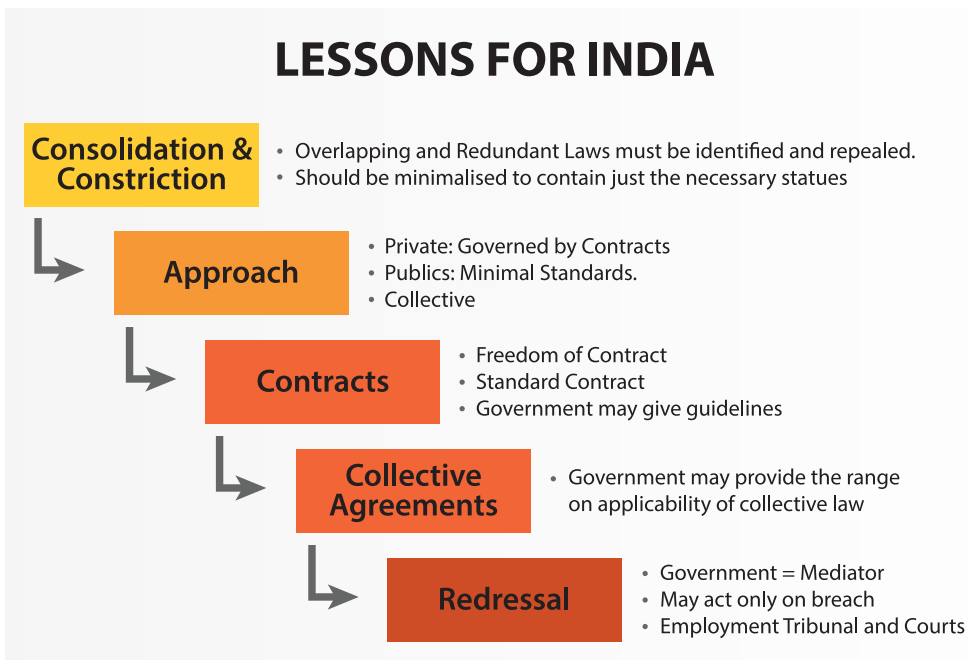 LESSONS FOR INDIA
Consolidation &
Constriction
• Overlapping and Redundant Laws must be identified and repealed.
• Should be minimalised to contain just the necessary statues
Approach
• Private: Governed by Contracts
• Publics: Minimal Standards.
• Collective
Contracts
• Freedom of Contract
• Standard Contract
• Government may give guidelines
Collective
Agreements
• Government may provide the range
on applicability of collective law
Redressal
• Government = Mediator
• May act only on breach
• Employment Tribunal and Courts